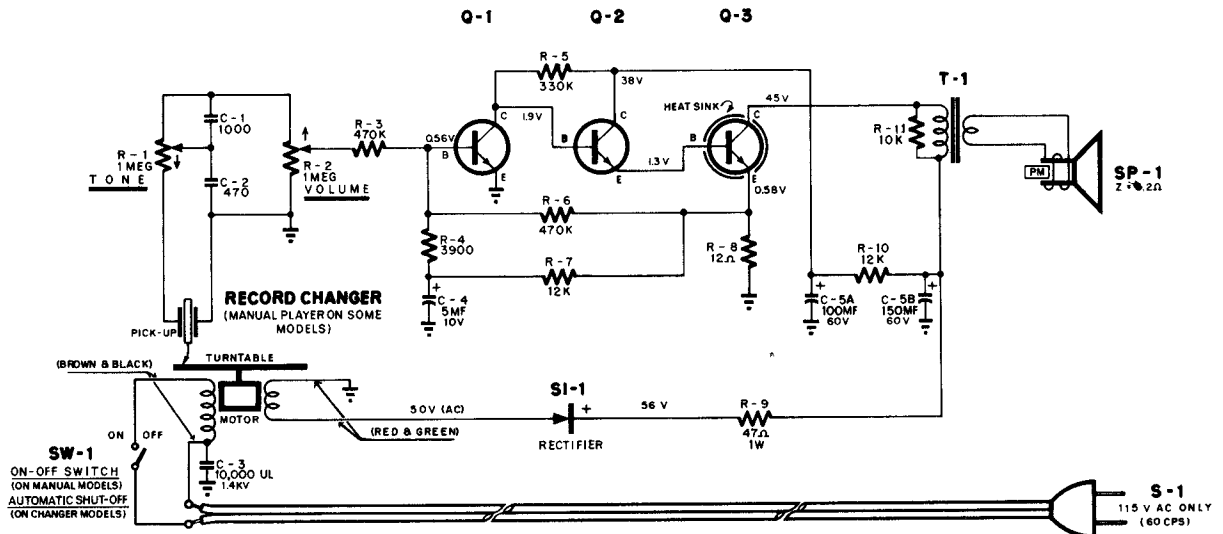 Q-1
Q-2
Q-3
R-5
330K
38V
T-1
C-1
1000
R-3
470K
0.56V
B
C
E
1.9V
B
C
E
1.3V
HEAT SINK
45V
B
C
E
0.58V
R-11
10K
R-1
1 MEG
TONE
C-2
470
R-2
1 MEG
VOLUME
PM
SP-1
R-6
470K
R-4
3900
R-7
12K
R-8
12Ω
R-10
12K
C-4
5MF
10V
C-5A
100MF
60V
C-5B
150MF
60V
PICK-UP
RECORD CHANGER
(MANUAL PLAYER ON SOME
MODELS)
(BROWN & BLACK)
TURNTABLE
MOTOR
50V (AC)
(RED & GREEN)
SI-1
+
RECTIFIER
56 V
R-9
47Ω
1W
ON OFF
SW-1
ON-OFF SWITCH
(ON MANUAL MODELS)
AUTOMATIC SHUT-OFF
(ON CHANGER MODELS)
C-3
10,000 UL
1.4KV
S-1
115 V AC ONLY
(60 CPS)